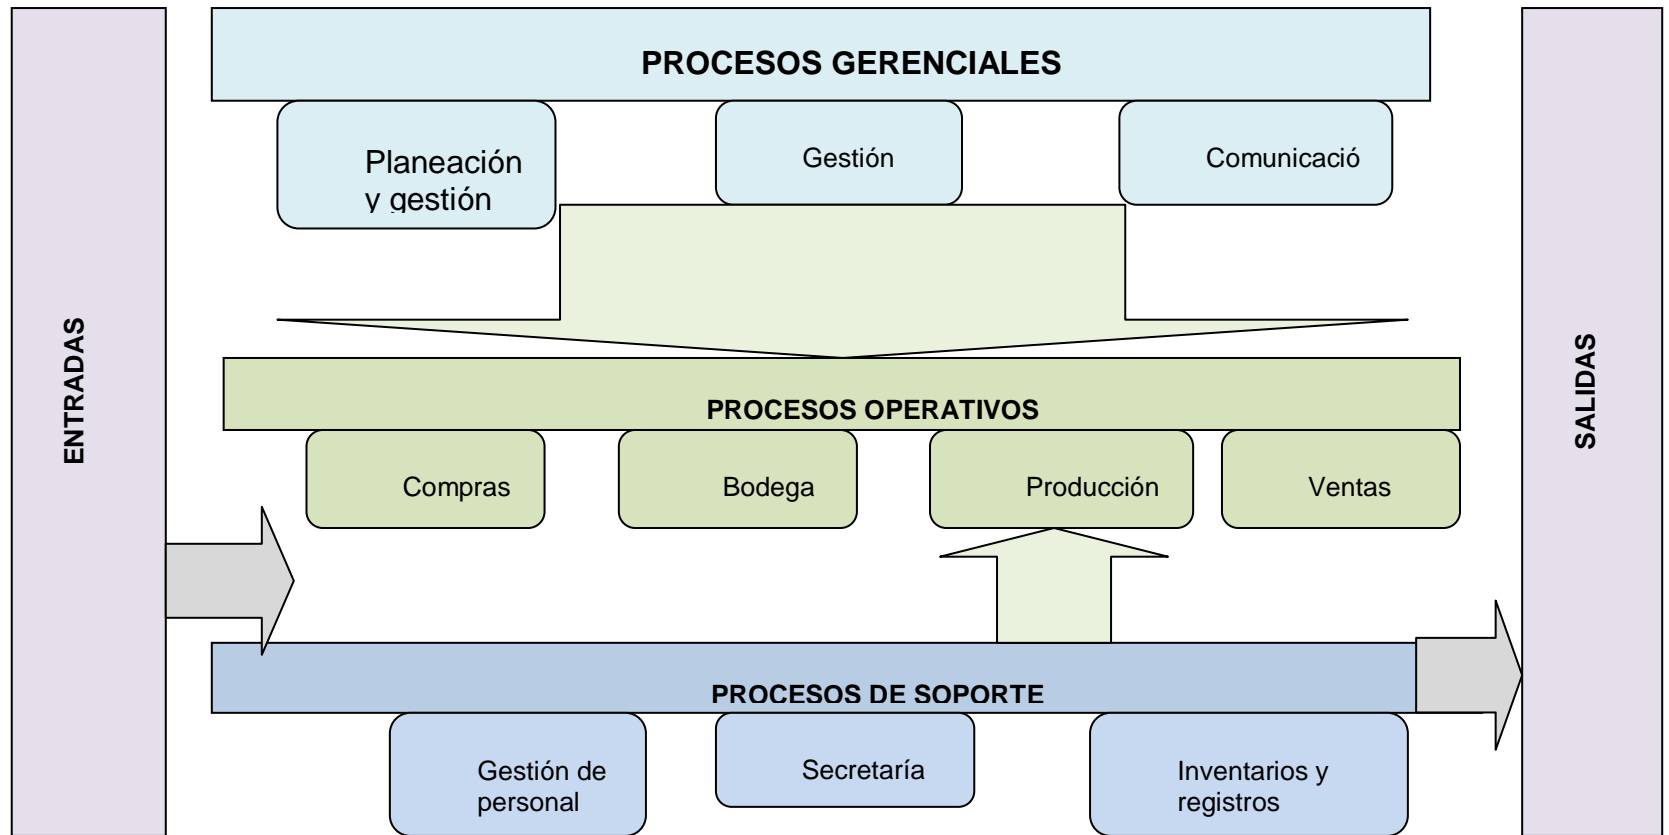 PROCESOS GERENCIALES
Planeación
y gestión
Gestión
Comunicació
ENTRADAS
SALIDAS
PROCESOS OPERATIVOS
Compras
Bodega
Producción
Ventas
PROCESOS DE SOPORTE
Gestión de
personal
Secretaría
Inventarios y
registros